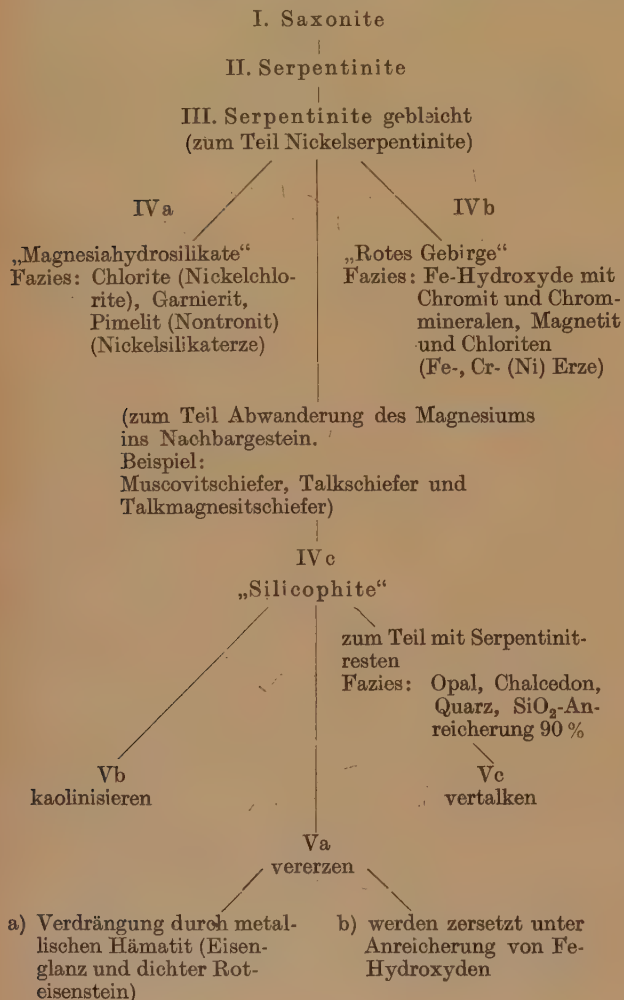 I. Saxonite
II. Serpentinite
III. Serpentinite gebleicht
(zum Teil Nickelserpentinite)
IVa
„Magnesiahydrosilikate“
Fazies: Chlorite (Nickelchlo-
rite), Garnierit,
Pimelit (Nontronit)
(Nickelsilikaterze)
IVb
„Rotes Gebirge“
Fazies: Fe-Hydroxyde mit
Chromit und Chrom-
mineralen, Magnetit
und Chloriten
(Fe-, Cr- (Ni) Erze)
(zum Teil Abwanderung des Magnesiums
ins Nachbargestein.
Beispiel:
Muscovitschiefer, Talkschiefer und
Talkmagnesitschiefer)
IVc
„Silicophite“
zum Teil mit Serpentinit-
resten
Fazies: Opal, Chalcedon,
Quarz, SiO₂-An-
reicherung 90 %
Vb
kaolinisieren
Vc
vertalken
Va
vererzen
a) Verdrängung durch metal-
lischen Hämatit (Eisen-
glanz und dichter Rot-
eisenstein)
b) werden zersetzt unter
Anreicherung von Fe-
Hydroxyden